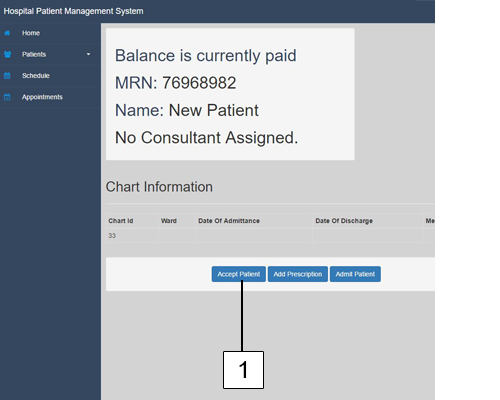 Hospital Patient Management System
Home
Patients
Schedule
Appointments
Balance is currently paid
MRN: 76968982
Name: New Patient
No Consultant Assigned.
Chart Information
Chart Id Ward Date Of Admittance Date Of Discharge Me
33
Accept Patient Add Prescription Admit Patient
1